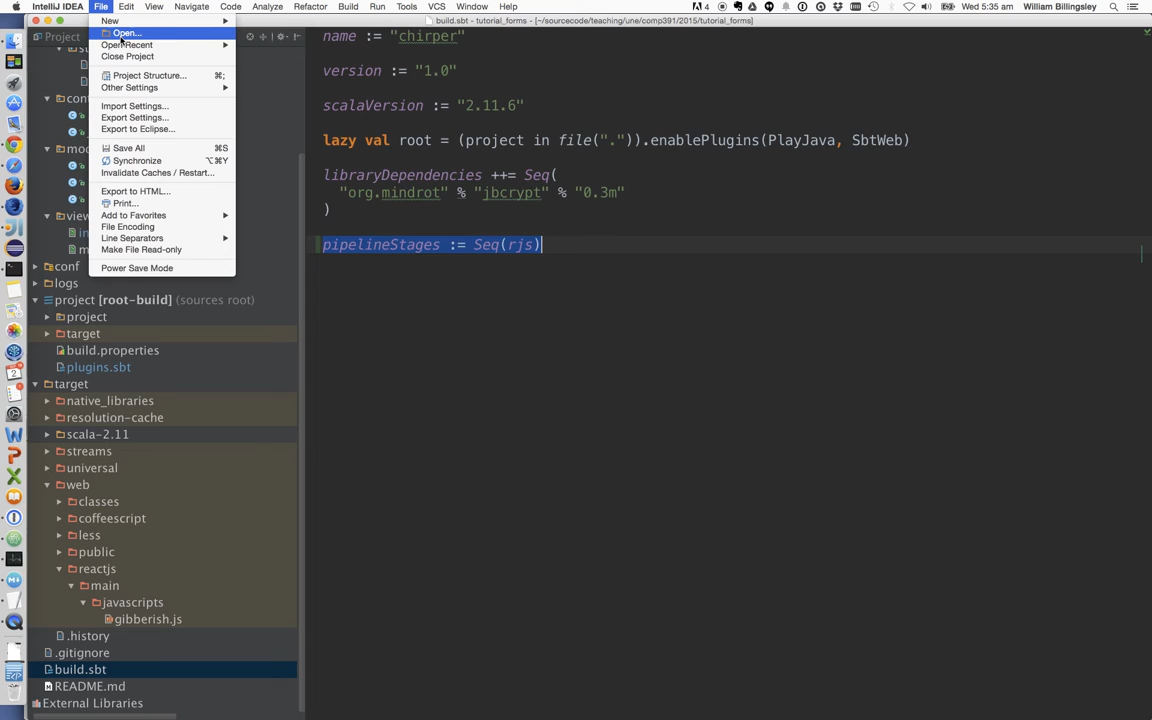 IntelliJ IDEA File Edit View Navigate Code Analyze Refactor Build Run Tools VCS Window Help 4 Wed 5:35 am William Billingsley
build.sbt - tutorial_forms - [~/sourcecode/teaching/une/comp391/2015/tutorial_forms]
Project
New
Open...
Open Recent
Close Project
Project Structure... ⌘;
Other Settings
Import Settings...
Export Settings...
Export to Eclipse...
Save All ⌘S
Synchronize ⌥⌘Y
Invalidate Caches / Restart...
Export to HTML...
Print...
Add to Favorites
File Encoding
Line Separators
Make File Read-only
Power Save Mode
conf
logs
project [root-build] (sources root)
project
target
build.properties
plugins.sbt
target
native_libraries
resolution-cache
scala-2.11
streams
universal
web
classes
coffeescript
less
public
reactjs
main
javascripts
gibberish.js
.history
.gitignore
build.sbt
README.md
External Libraries
name := "chirper"
version := "1.0"
scalaVersion := "2.11.6"
lazy val root = (project in file(".")).enablePlugins(PlayJava, SbtWeb)
libraryDependencies ++= Seq(
"org.mindrot" % "jbcrypt" % "0.3m"
)
pipelineStages := Seq(rjs)